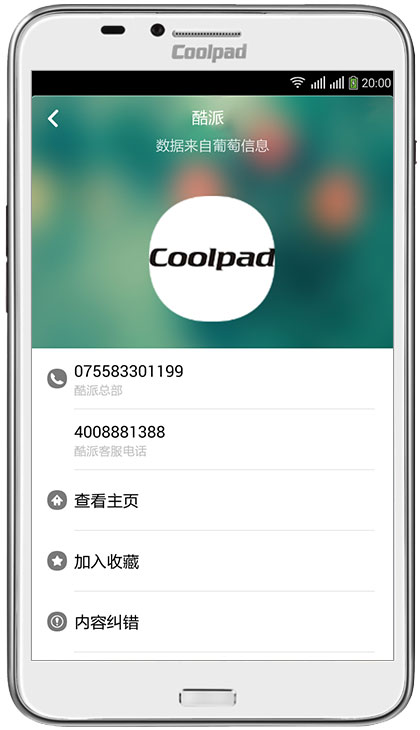 Coolpad
20:00
酷派
数据来自葡萄信息
Coolpad
075583301199
酷派总部
4008881388
酷派客服电话
查看主页
加入收藏
内容纠错